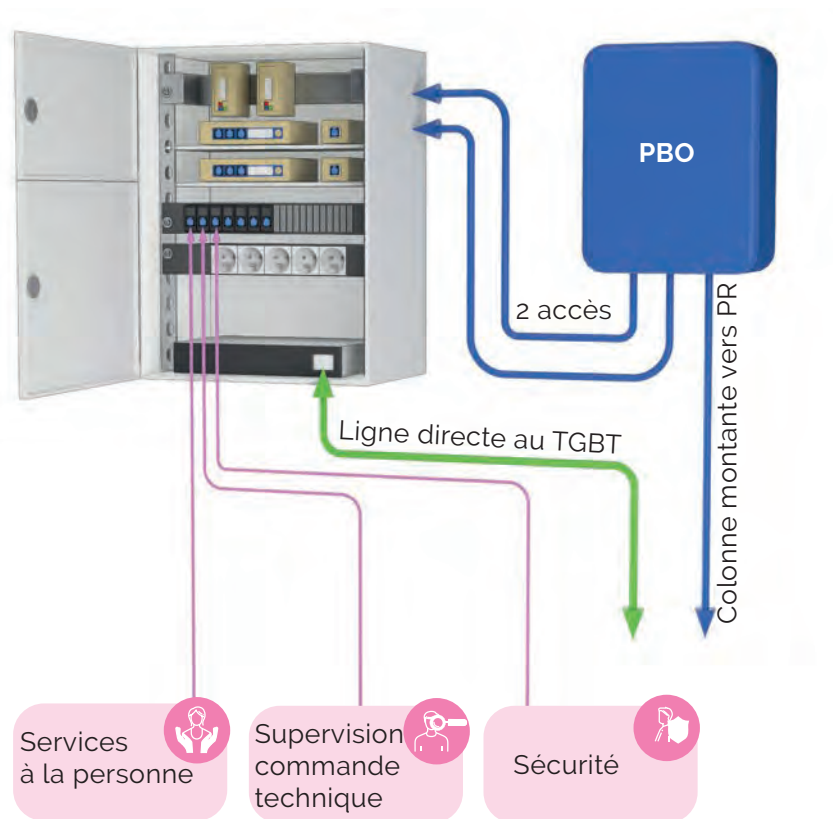 PBO
2 accès
Ligne directe au TGBT
Colonne montante vers PR
Services
à la personne
Supervision
commande
technique
Sécurité